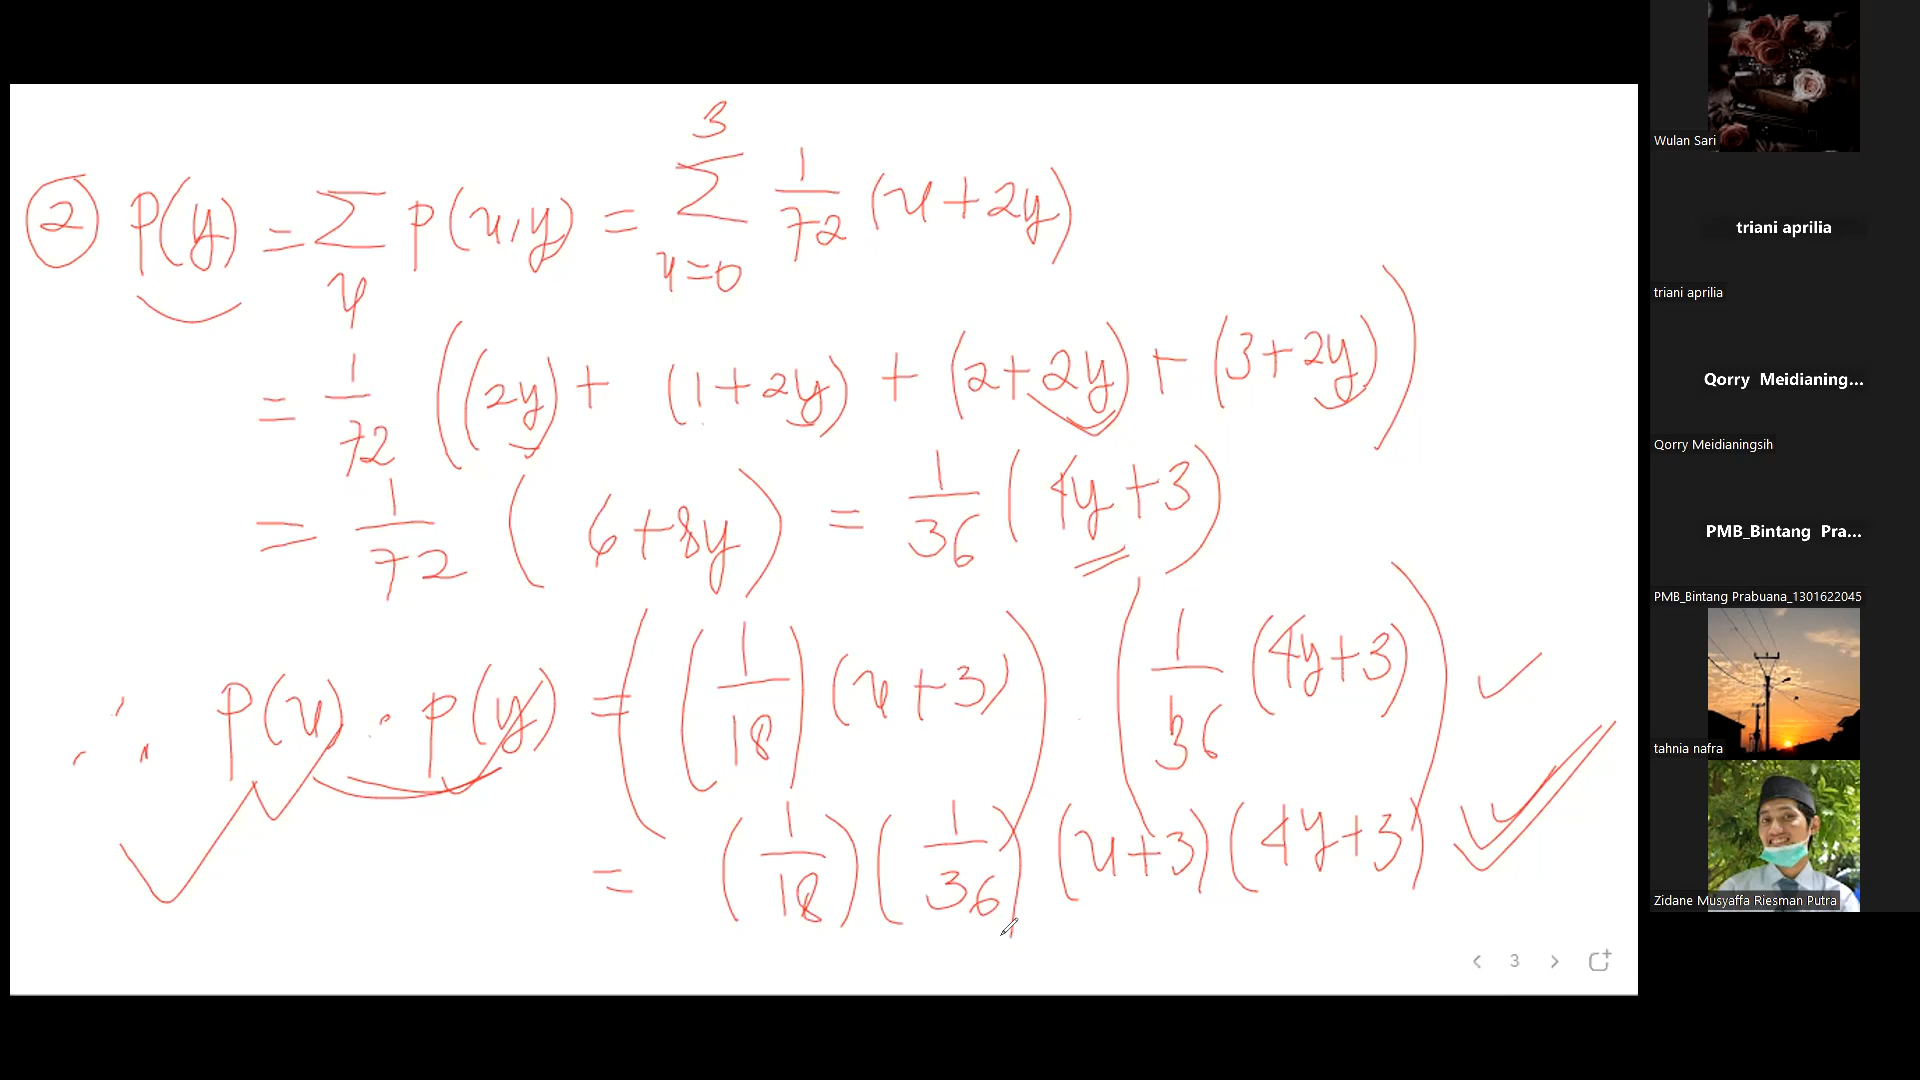 ② P(y) = Σ_x P(x,y) = Σ_{x=0}^{3} 1/72 (x+2y)
= 1/72 ((2y) + (1+2y) + (2+2y) + (3+2y))
= 1/72 (6+8y) = 1/36 (4y+3)
∴ P(x) . P(y) = ((1/18) (x+3)) . (1/36 (4y+3))
= (1/18) (1/36) (x+3) (4y+3)
3
Wulan Sari
triani aprilia
triani aprilia
Qorry Meidianing...
Qorry Meidianingsih
PMB_Bintang Pra...
PMB_Bintang Prabuana_1301622045
tahnia nafra
Zidane Musyaffa Riesman Putra